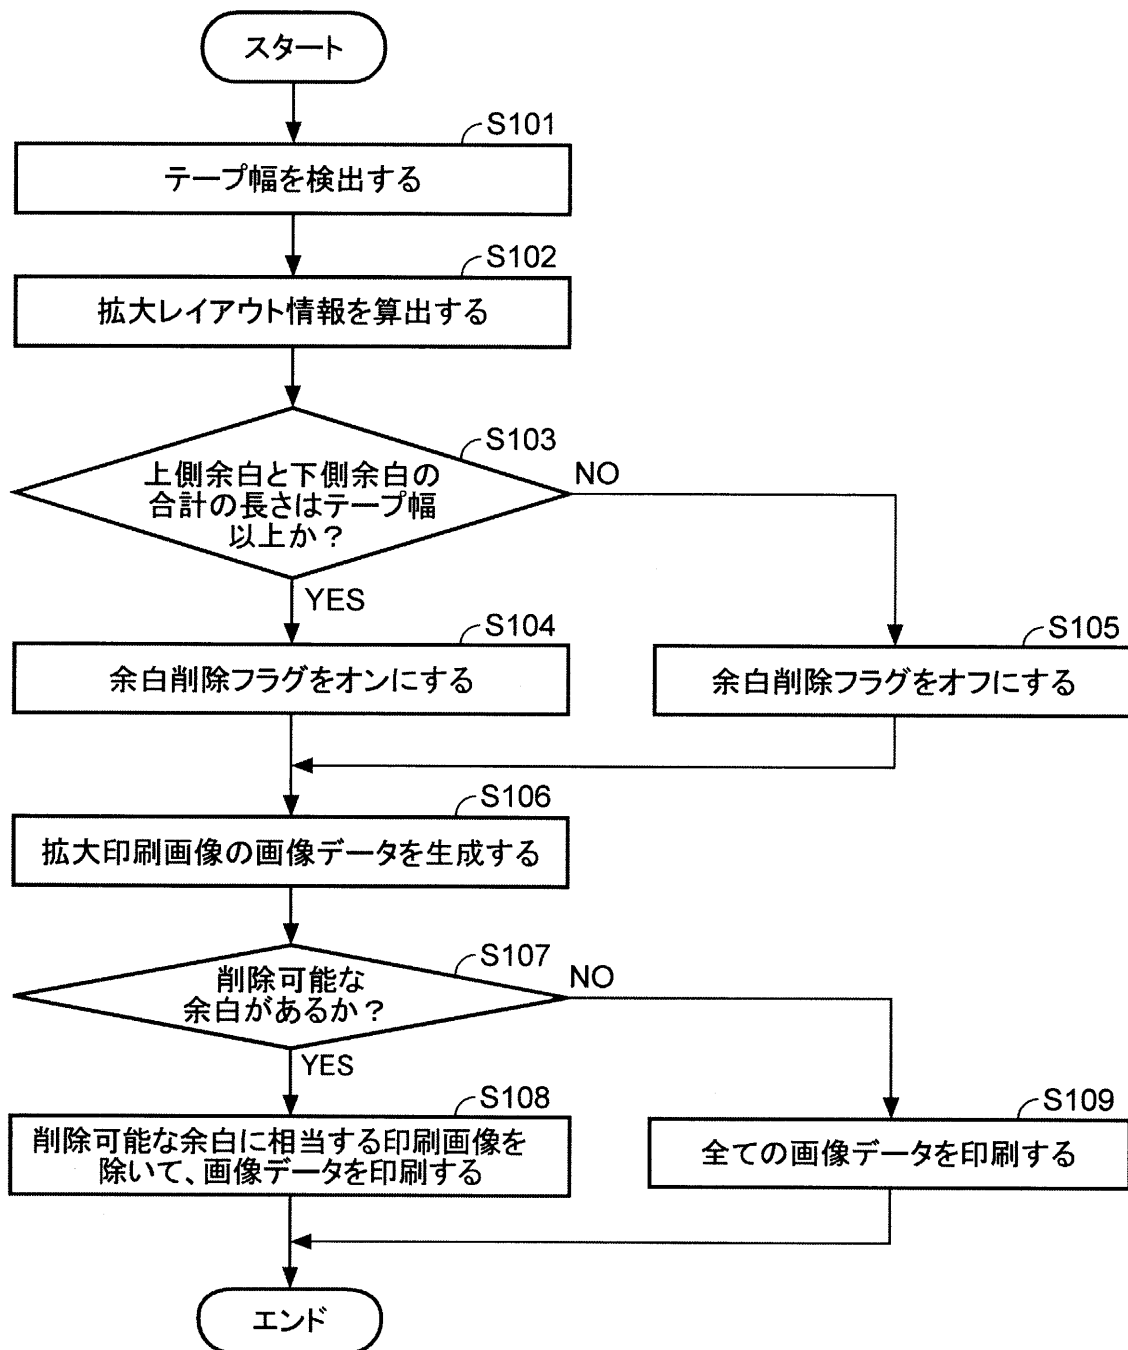 スタート
S101
テープ幅を検出する
S102
拡大レイアウト情報を算出する
S103
上側余白と下側余白の
合計の長さはテープ幅
以上か?
NO
YES
S104
余白削除フラグをオンにする
S105
余白削除フラグをオフにする
S106
拡大印刷画像の画像データを生成する
S107
削除可能な
余白があるか?
NO
YES
S108
削除可能な余白に相当する印刷画像を
除いて、画像データを印刷する
S109
全ての画像データを印刷する
エンド